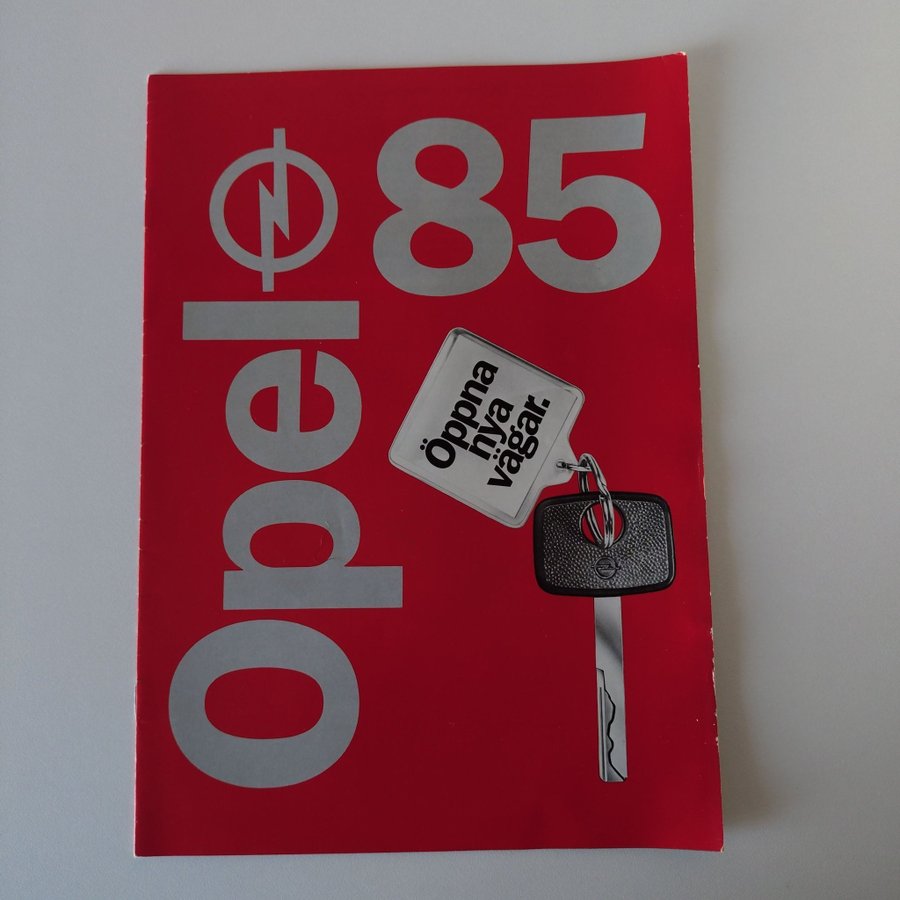 Opel
85
Öppna
nya
vägar.